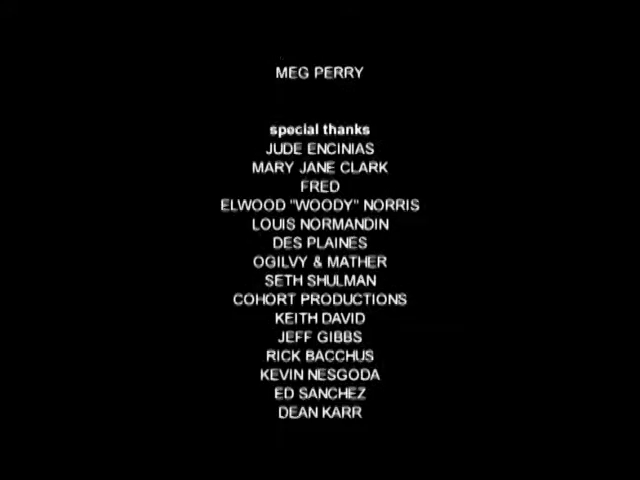 MEG PERRY
special thanks
JUDE ENCINIAS
MARY JANE CLARK
FRED
ELWOOD "WOODY" NORRIS
LOUIS NORMANDIN
DES PLAINES
OGILVY & MATHER
SETH SHULMAN
COHORT PRODUCTIONS
KEITH DAVID
JEFF GIBBS
RICK BACCHUS
KEVIN NESGODA
ED SANCHEZ
DEAN KARR